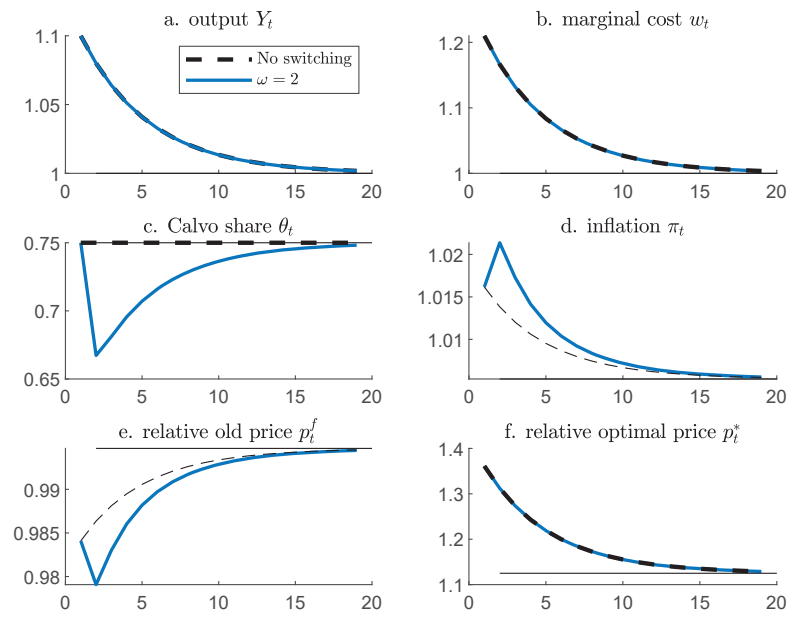 a. output Y_t
1.1
1.05
1
0 5 10 15 20
No switching
ω = 2
b. marginal cost w_t
1.2
1.1
1
0 5 10 15 20
c. Calvo share θ_t
0.75
0.7
0.65
0 5 10 15 20
d. inflation π_t
1.02
1.015
1.01
0 5 10 15 20
e. relative old price p_t^f
0.99
0.985
0.98
0 5 10 15 20
f. relative optimal price p_t^*
1.4
1.3
1.2
1.1
0 5 10 15 20